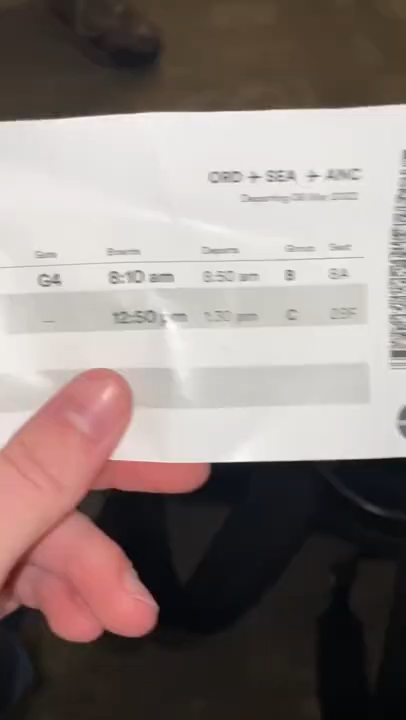 ORD → SEA → ANC
Departing
Gate Boards Departs Group Seat
G4 8:10 am 8:50 am B 8A
— 12:50 pm 1:30 pm C